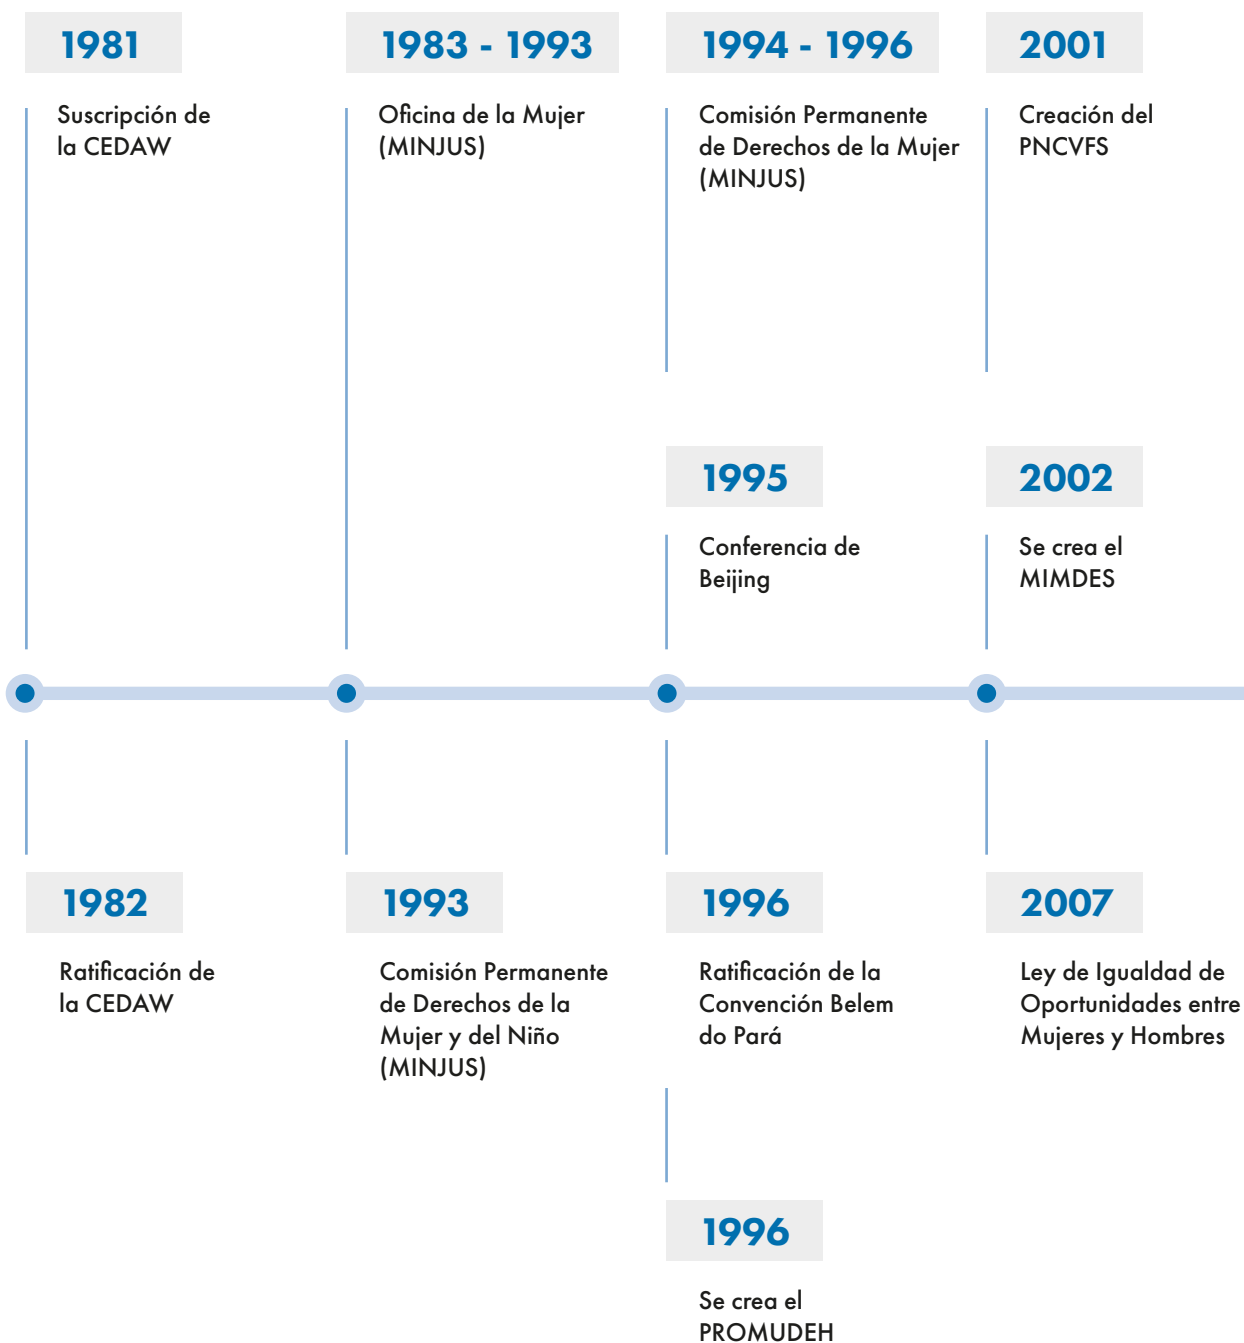 1981
Suscripción de
la CEDAW
1983 - 1993
Oficina de la Mujer
(MINJUS)
1994 - 1996
Comisión Permanente
de Derechos de la Mujer
(MINJUS)
2001
Creación del
PNCVFS
1995
Conferencia de
Beijing
2002
Se crea el
MIMDES
1982
Ratificación de
la CEDAW
1993
Comisión Permanente
de Derechos de la
Mujer y del Niño
(MINJUS)
1996
Ratificación de la
Convención Belem
do Pará
2007
Ley de Igualdad de
Oportunidades entre
Mujeres y Hombres
1996
Se crea el
PROMUDEH